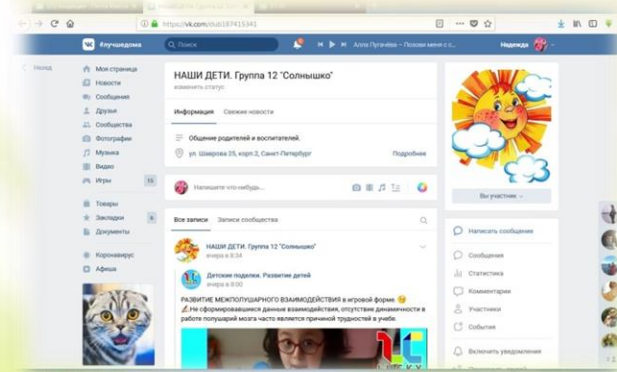 https://vk.com/club187415341
#лучшедома
Поиск
Алла Пугачёва – Позови меня с с...
Надежда
Назад
Моя страница
Новости
Сообщения
Друзья
Сообщества
Фотографии
Музыка
Видео
Игры
15
Товары
Закладки
6
Документы
Коронавирус
Афиша
НАШИ ДЕТИ. Группа 12 "Солнышко"
изменить статус
Информация
Свежие новости
Общение родителей и воспитателей.
ул. Шаврова 25, корп.2, Санкт-Петербург
Подробнее
Напишите что-нибудь...
Все записи
Записи сообщества
НАШИ ДЕТИ. Группа 12 "Солнышко"
вчера в 8:34
Детские поделки. Развитие детей
вчера в 8:00
РАЗВИТИЕ МЕЖПОЛУШАРНОГО ВЗАИМОДЕЙСТВИЯ в игровой форме.
Не сформировавшиеся данные взаимодействия, отсутствие динамичности в
работе полушарий мозга часто является причиной трудностей в учебе.
Вы участник
Написать сообщение
Сообщения
Статистика
Комментарии
Участники
События
Включить уведомления